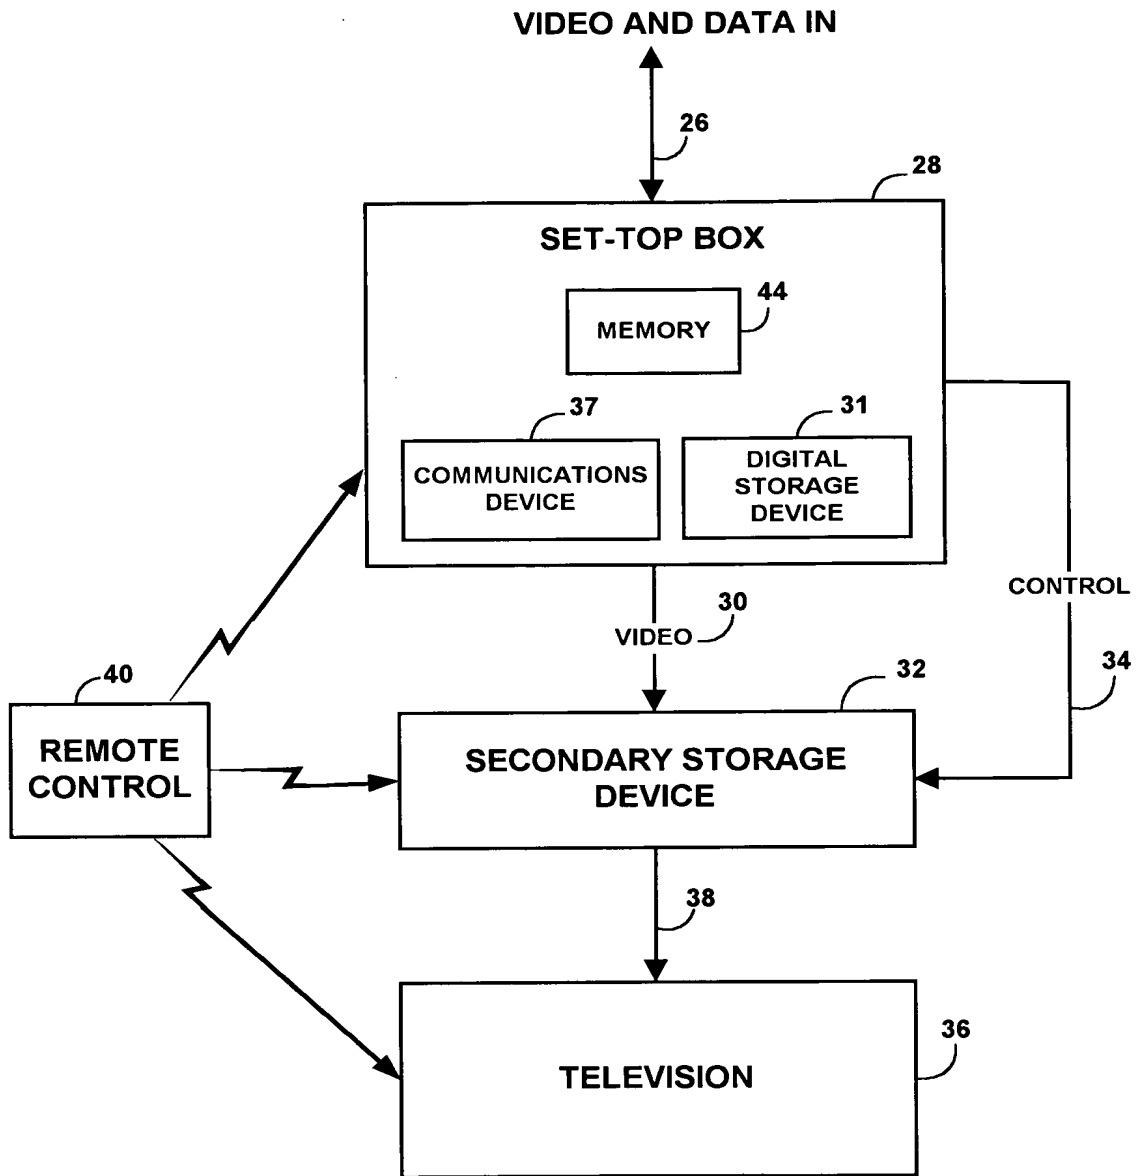 VIDEO AND DATA IN
26
28
SET-TOP BOX
44
MEMORY
37
COMMUNICATIONS
DEVICE
31
DIGITAL
STORAGE
DEVICE
CONTROL
30
VIDEO
34
40
REMOTE
CONTROL
32
SECONDARY STORAGE
DEVICE
38
36
TELEVISION